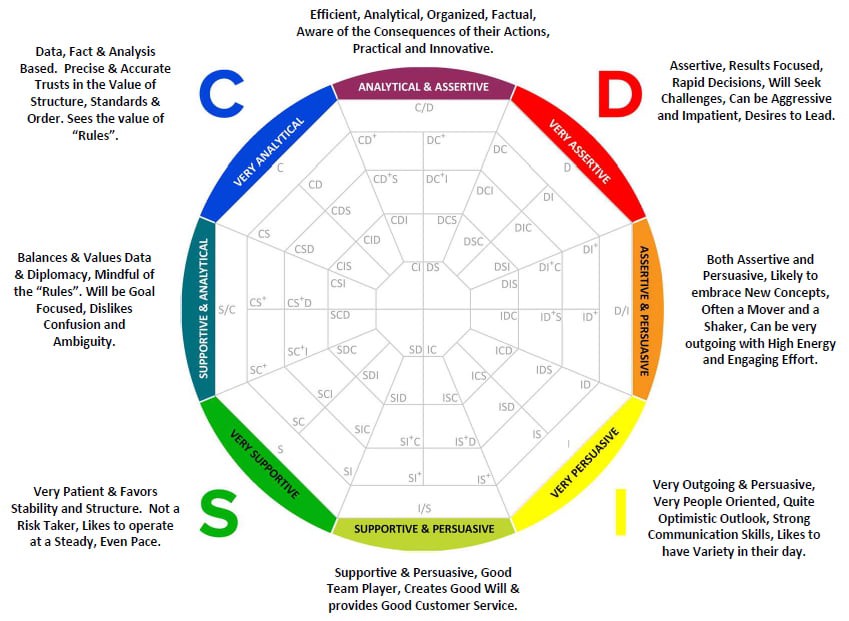 Efficient, Analytical, Organized, Factual,
Aware of the Consequences of their Actions,
Practical and Innovative.
Data, Fact & Analysis
Based. Precise & Accurate
Trusts in the Value of
Structure, Standards &
Order. Sees the value of
“Rules”.
C
D
Assertive, Results Focused,
Rapid Decisions, Will Seek
Challenges, Can be Aggressive
and Impatient, Desires to Lead.
ANALYTICAL & ASSERTIVE
VERY ANALYTICAL
VERY ASSERTIVE
C/D
CD⁺
DC⁺
DC
C
D
CD
CD⁺S
DC⁺I
DCI
DI
CDS
CDI
DCS
DIC
CS
CID
DSC
DI⁺
CSD
CIS
CI
DS
DSI
DI⁺C
CSI
DIS
S/C
CS⁺
CS⁺D
SCD
IDC
ID⁺S
ID⁺
D/I
SC⁺I
SDC
SD
IC
ICD
SC⁺
SDI
ICS
IDS
ID
SCI
SID
ISC
ISD
SC
SIC
IS
S
SI⁺C
IS⁺D
I
SI
SI⁺
IS⁺
I/S
SUPPORTIVE & ANALYTICAL
ASSERTIVE & PERSUASIVE
Balances & Values Data
& Diplomacy, Mindful of
the “Rules”. Will be Goal
Focused, Dislikes
Confusion and
Ambiguity.
Both Assertive and
Persuasive, Likely to
embrace New Concepts,
Often a Mover and a
Shaker, Can be very
outgoing with High Energy
and Engaging Effort.
VERY SUPPORTIVE
VERY PERSUASIVE
SUPPORTIVE & PERSUASIVE
Very Patient & Favors
Stability and Structure. Not a
Risk Taker, Likes to operate
at a Steady, Even Pace.
S
I
Very Outgoing & Persuasive,
Very People Oriented, Quite
Optimistic Outlook, Strong
Communication Skills, Likes to
have Variety in their day.
Supportive & Persuasive, Good
Team Player, Creates Good Will &
provides Good Customer Service.